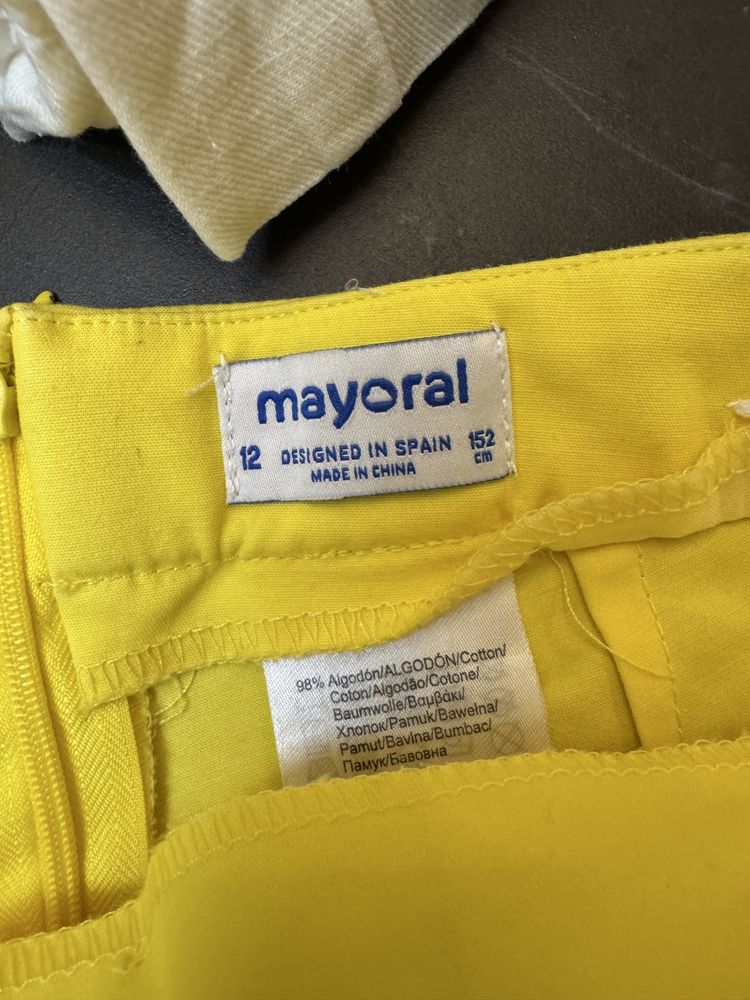 mayoral
12 DESIGNED IN SPAIN 152 cm
MADE IN CHINA
98% Algodón/ALGODÓN/Cotton/
Coton/Algodão/Cotone/
Baumwolle/Βαμβάκι/
Хлопок/Pamuk/Bawełna/
Pamut/Bavlna/Bumbac/
Памук/Бавовна